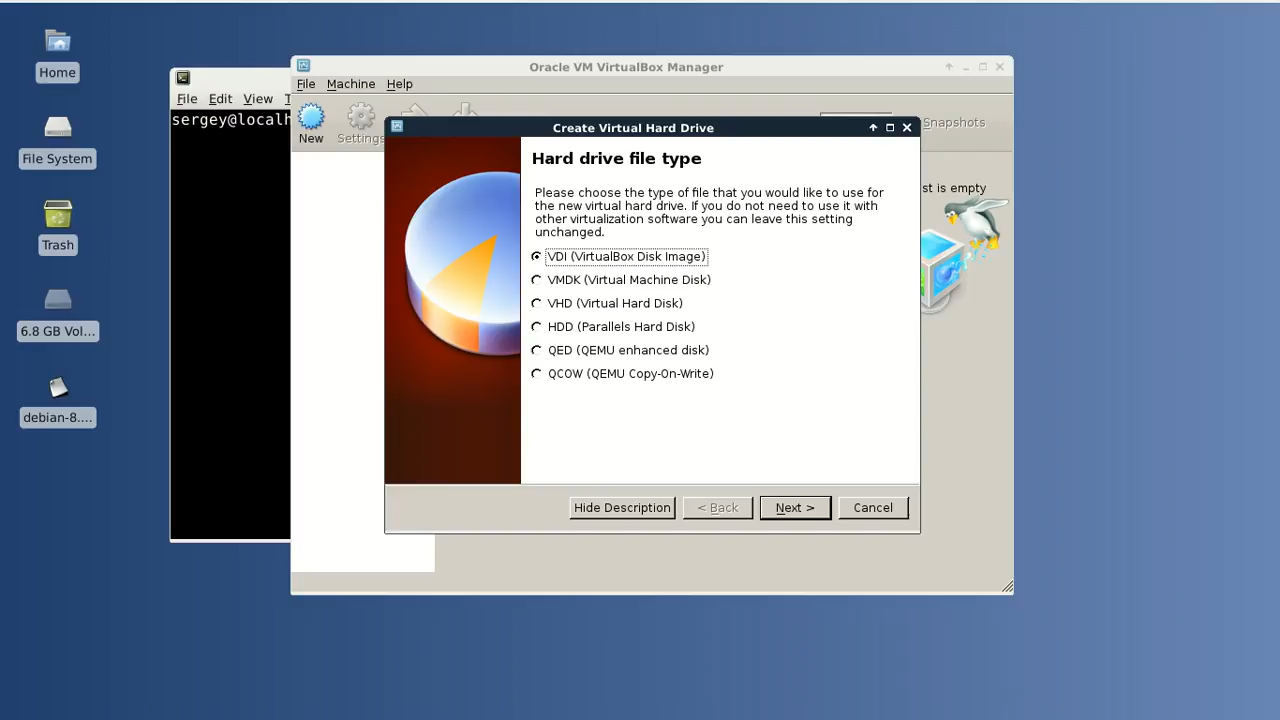 Home
File System
Trash
6.8 GB Vol...
debian-8....
File Edit View
sergey@localh
Oracle VM VirtualBox Manager
File Machine Help
New
Settings
Snapshots
st is empty
Create Virtual Hard Drive
Hard drive file type
Please choose the type of file that you would like to use for
the new virtual hard drive. If you do not need to use it with
other virtualization software you can leave this setting
unchanged.
VDI (VirtualBox Disk Image)
VMDK (Virtual Machine Disk)
VHD (Virtual Hard Disk)
HDD (Parallels Hard Disk)
QED (QEMU enhanced disk)
QCOW (QEMU Copy-On-Write)
Hide Description < Back Next > Cancel